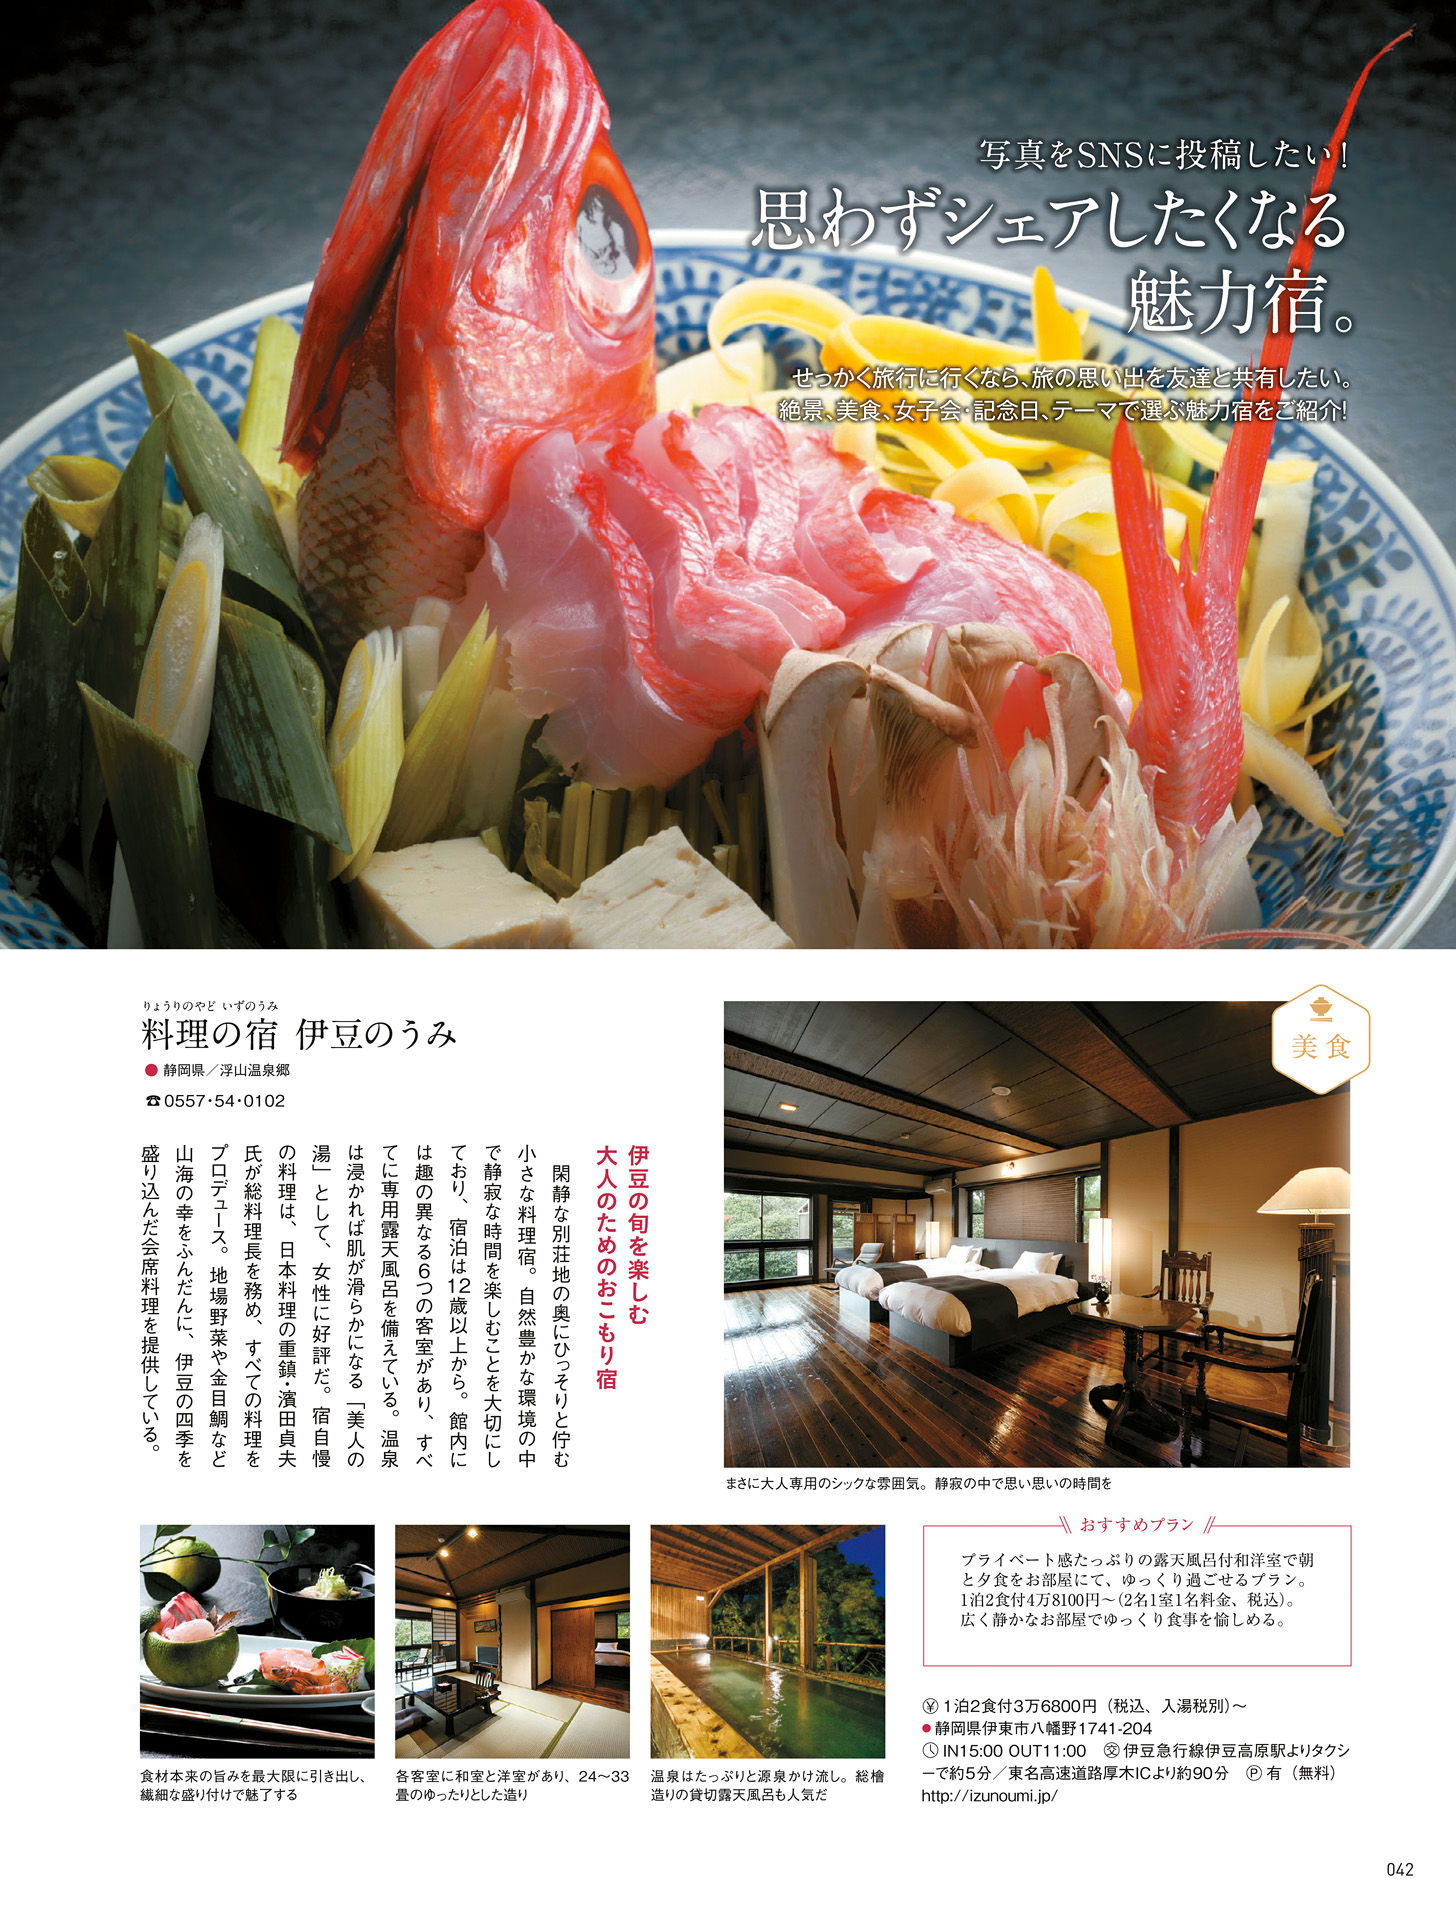 写真をSNSに投稿したい！
思わずシェアしたくなる
魅力宿。
せっかく旅行に行くなら、旅の思い出を友達と共有したい。
絶景、美食、女子会・記念日、テーマで選ぶ魅力宿をご紹介！
りょうりのやど いずのうみ
料理の宿 伊豆のうみ
●静岡県／浮山温泉郷
☎0557・54・0102
美食
伊豆の旬を楽しむ
大人のためのおこもり宿
閑静な別荘地の奥にひっそりと佇む
小さな料理宿。自然豊かな環境の中
で静寂な時間を楽しむことを大切にし
ており、宿泊は12歳以上から。館内に
は趣の異なる6つの客室があり、すべ
てに専用露天風呂を備えている。温泉
は浸かれば肌が滑らかになる「美人の
湯」として、女性に好評だ。宿自慢
の料理は、日本料理の重鎮・濱田貞夫
氏が総料理長を務め、すべての料理を
プロデュース。地場野菜や金目鯛など
山海の幸をふんだんに、伊豆の四季を
盛り込んだ会席料理を提供している。
まさに大人専用のシックな雰囲気。静寂の中で思い思いの時間を
食材本来の旨みを最大限に引き出し、
繊細な盛り付けで魅了する
各客室に和室と洋室があり、24〜33
畳のゆったりとした造り
温泉はたっぷりと源泉かけ流し。総檜
造りの貸切露天風呂も人気だ
おすすめプラン
プライベート感たっぷりの露天風呂付和洋室で朝
と夕食をお部屋にて、ゆっくり過ごせるプラン。
1泊2食付4万8100円〜（2名1室1名料金、税込）。
広く静かなお部屋でゆっくり食事を愉しめる。
¥ 1泊2食付3万6800円（税込、入湯税別）〜
●静岡県伊東市八幡野1741-204
IN15:00 OUT11:00 交 伊豆急行線伊豆高原駅よりタクシ
ーで約5分／東名高速道路厚木ICより約90分 Ⓟ 有（無料）
http://izunoumi.jp/
042